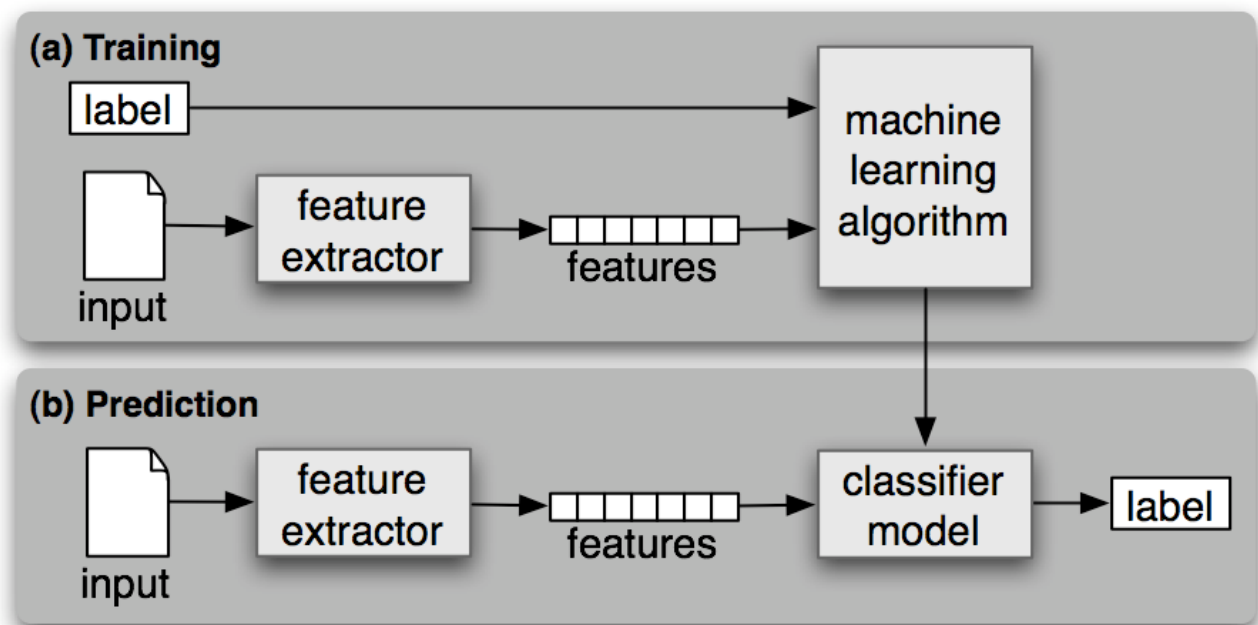 (a) Training
label
machine
learning
algorithm
feature
extractor
features
input
(b) Prediction
feature
extractor
features
input
classifier
model
label